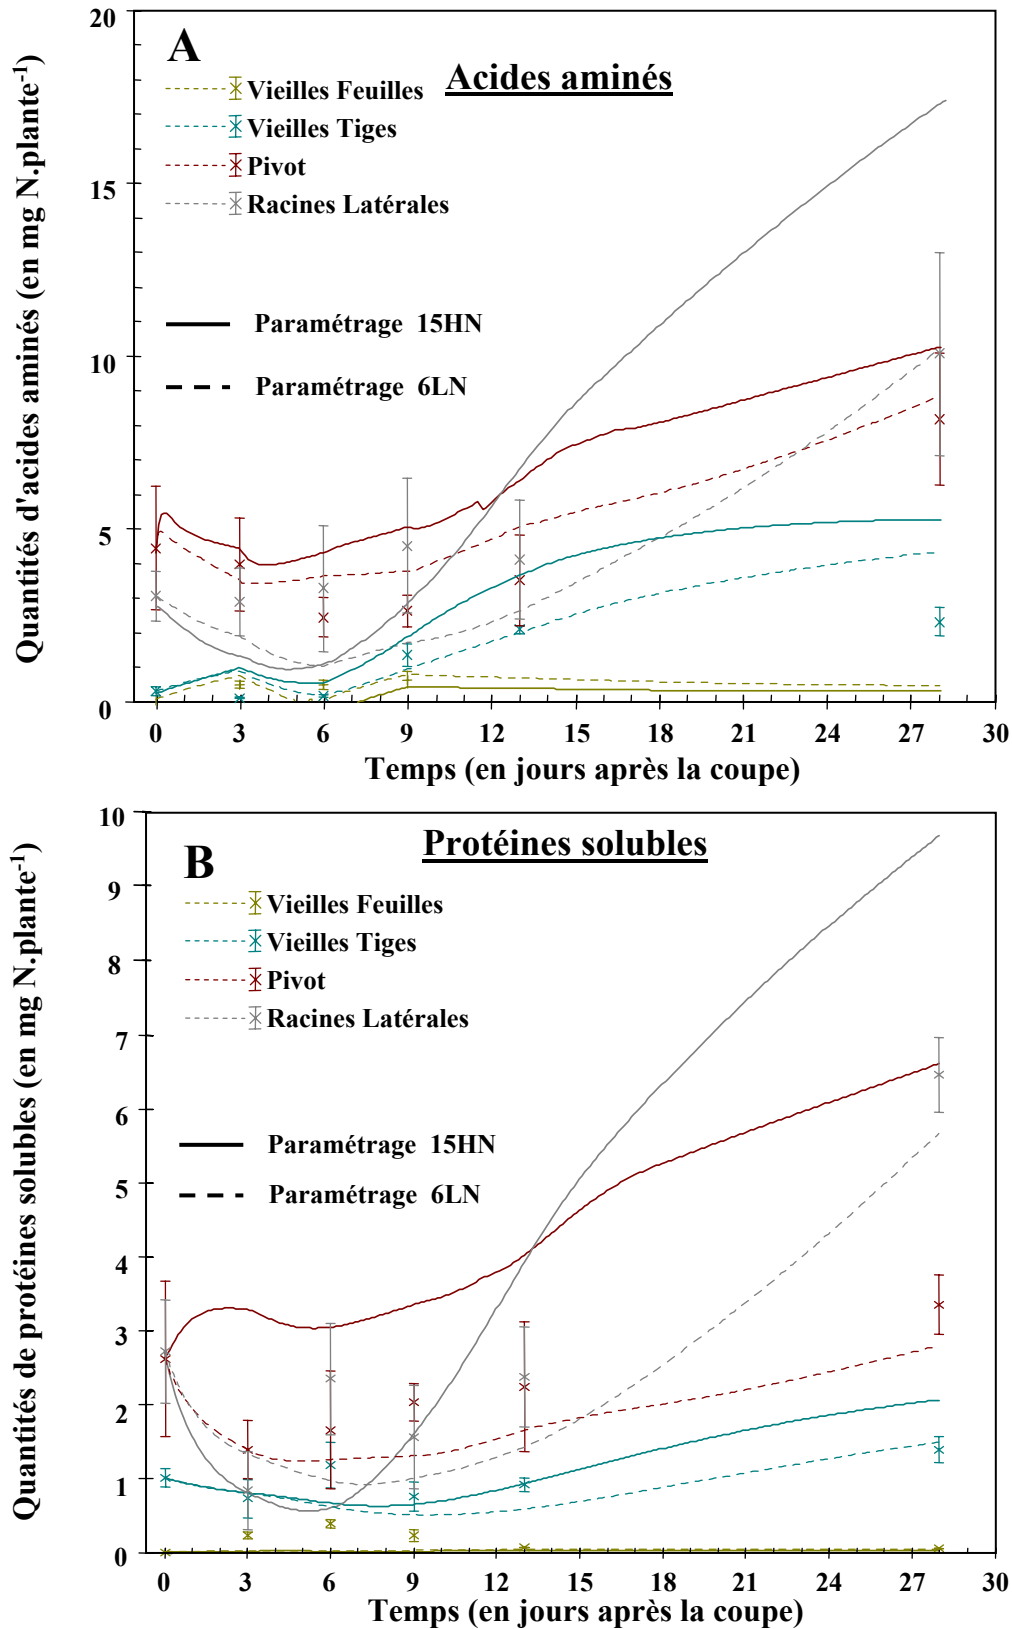 A
Acides aminés
Vieilles Feuilles
Vieilles Tiges
Pivot
Racines Latérales
Paramétrage 15HN
Paramétrage 6LN
Quantités d'acides aminés (en mg N.plante-1)
20
15
10
5
0
0 3 6 9 12 15 18 21 24 27 30
Temps (en jours après la coupe)
B
Protéines solubles
Vieilles Feuilles
Vieilles Tiges
Pivot
Racines Latérales
Paramétrage 15HN
Paramétrage 6LN
Quantités de protéines solubles (en mg N.plante-1)
10
9
8
7
6
5
4
3
2
1
0
0 3 6 9 12 15 18 21 24 27 30
Temps (en jours après la coupe)